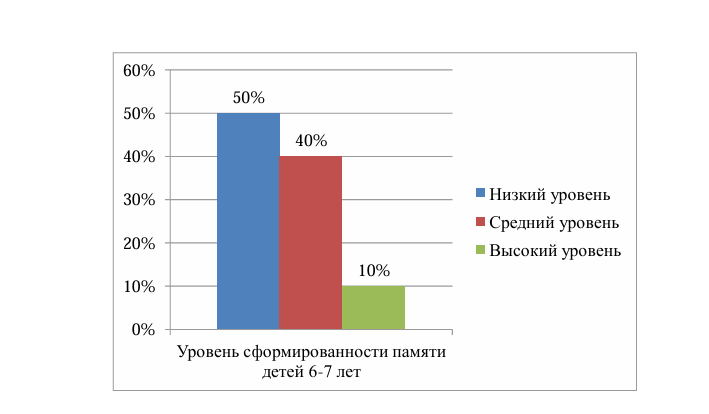 60%
50%
40%
30%
20%
10%
0%
50%
40%
10%
Уровень сформированности памяти
детей 6-7 лет
Низкий уровень
Средний уровень
Высокий уровень